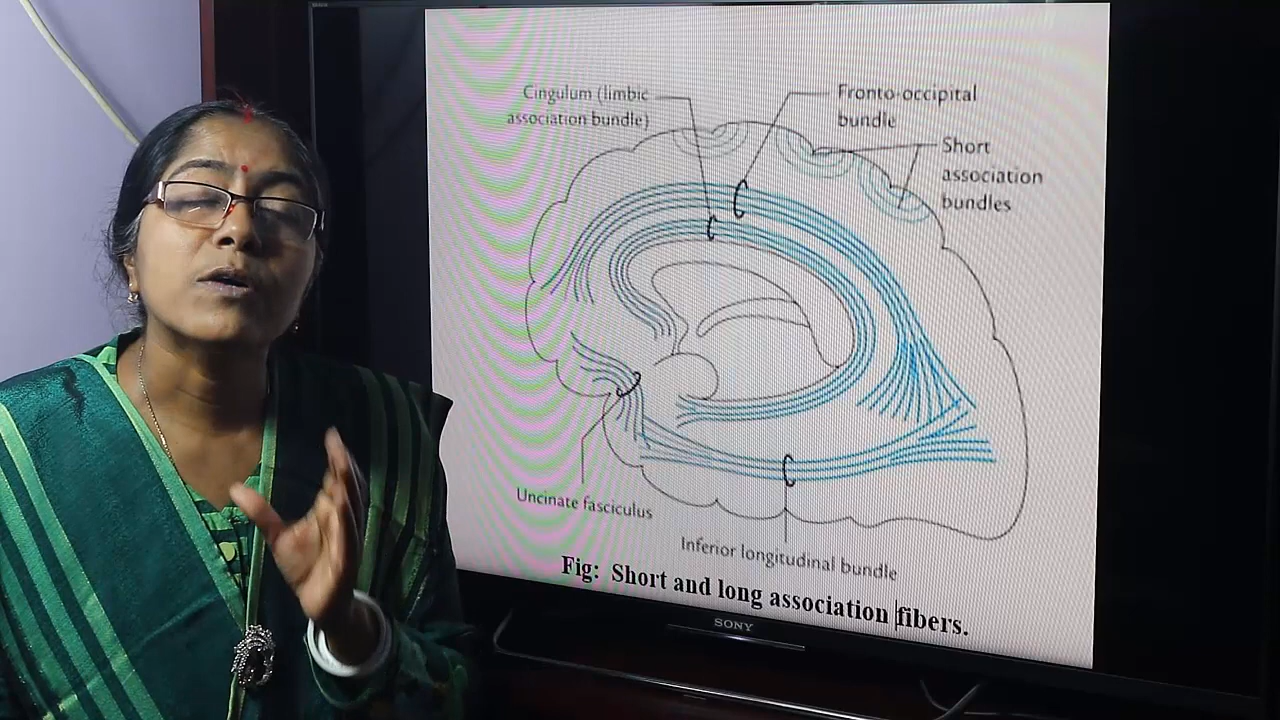 Cingulum (limbic
association bundle)
Fronto-occipital
bundle
Short
association
bundles
Uncinate fasciculus
Inferior longitudinal bundle
Fig: Short and long association fibers.
SONY